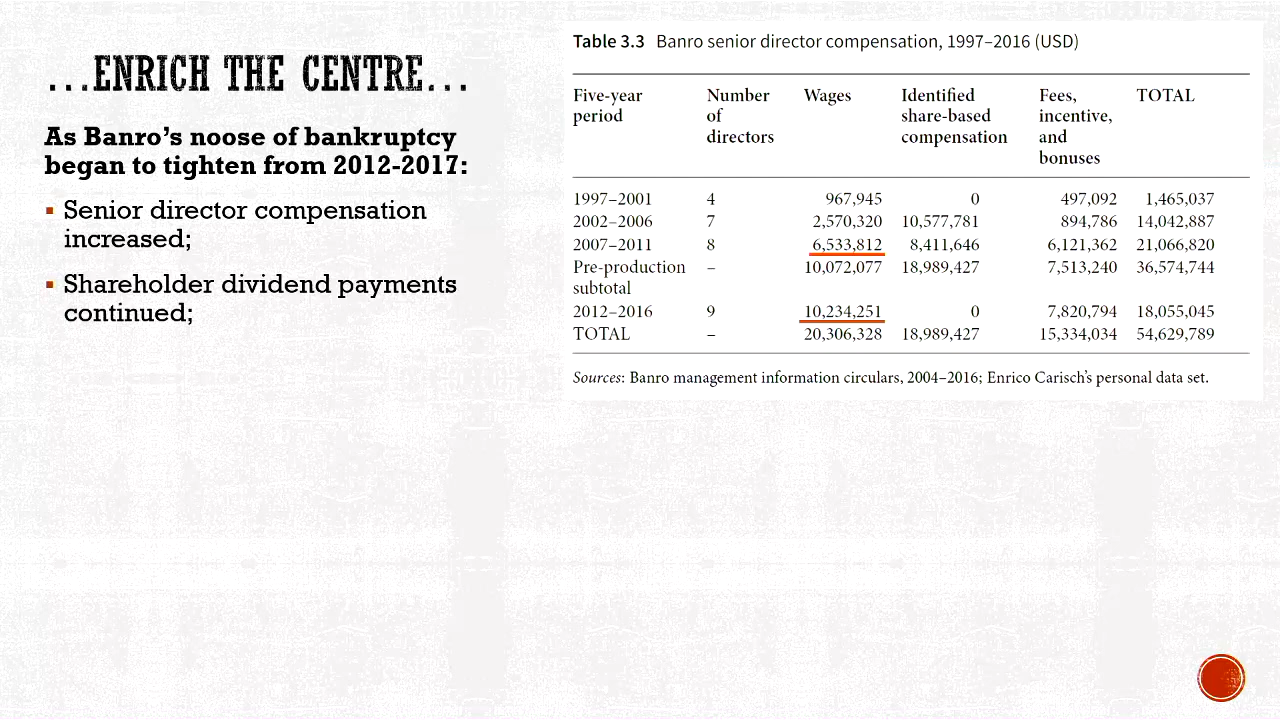 ...ENRICH THE CENTRE...
As Banro’s noose of bankruptcy
began to tighten from 2012-2017:
▪ Senior director compensation
increased;
▪ Shareholder dividend payments
continued;
Table 3.3 Banro senior director compensation, 1997–2016 (USD)
Five-year period Number of directors Wages Identified share-based compensation Fees, incentive, and bonuses TOTAL
1997–2001 4 967,945 0 497,092 1,465,037
2002–2006 7 2,570,320 10,577,781 894,786 14,042,887
2007–2011 8 6,533,812 8,411,646 6,121,362 21,066,820
Pre-production subtotal – 10,072,077 18,989,427 7,513,240 36,574,744
2012–2016 9 10,234,251 0 7,820,794 18,055,045
TOTAL – 20,306,328 18,989,427 15,334,034 54,629,789
Sources: Banro management information circulars, 2004–2016; Enrico Carisch’s personal data set.